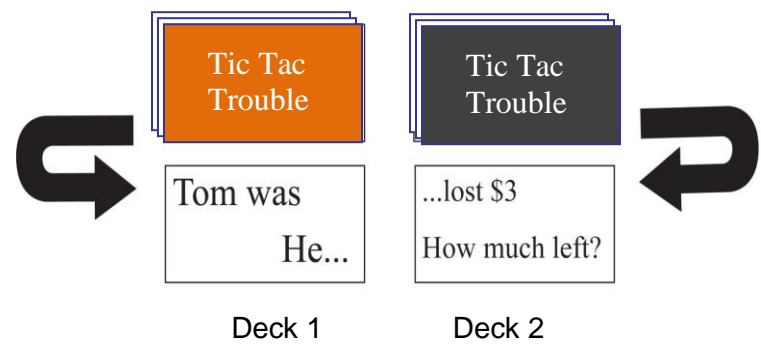 Tic Tac
Trouble
Tic Tac
Trouble
Tom was
He...
...lost $3
How much left?
Deck 1
Deck 2